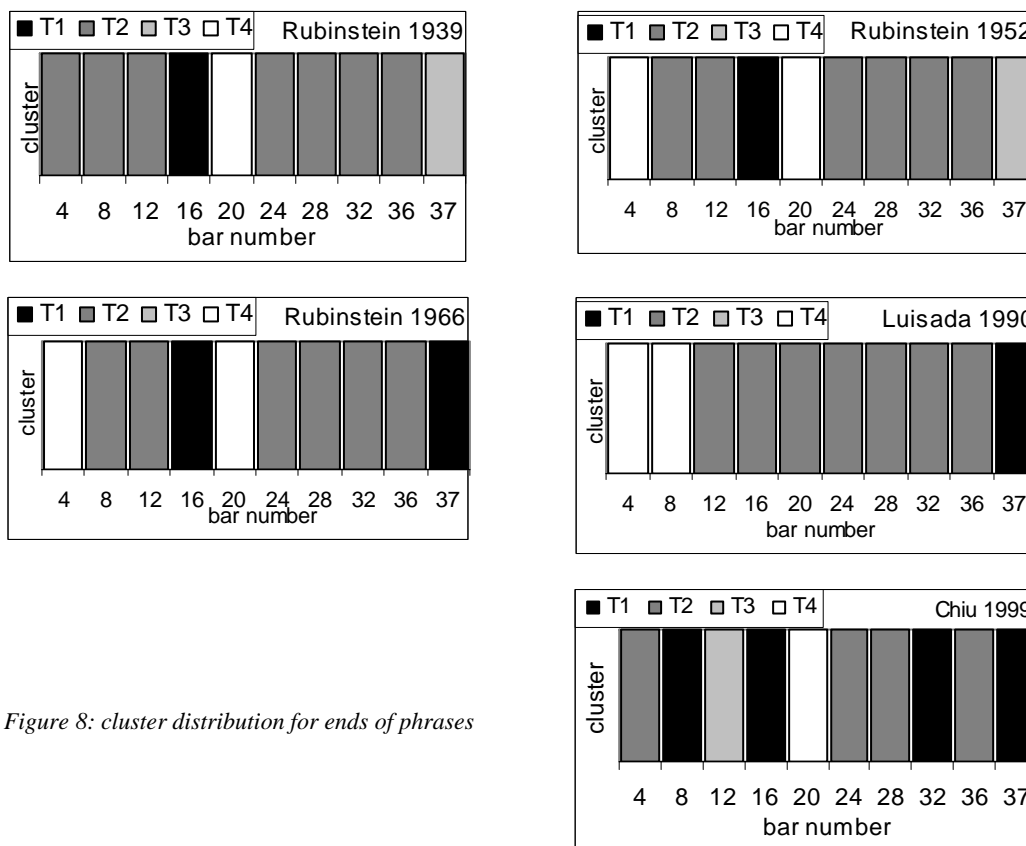 T1 T2 T3 T4 Rubinstein 1939
cluster
4 8 12 16 20 24 28 32 36 37
bar number
T1 T2 T3 T4 Rubinstein 1952
cluster
4 8 12 16 20 24 28 32 36 37
bar number
T1 T2 T3 T4 Rubinstein 1966
cluster
4 8 12 16 20 24 28 32 36 37
bar number
T1 T2 T3 T4 Luisada 1990
cluster
4 8 12 16 20 24 28 32 36 37
bar number
T1 T2 T3 T4 Chiu 1999
cluster
4 8 12 16 20 24 28 32 36 37
bar number
Figure 8: cluster distribution for ends of phrases